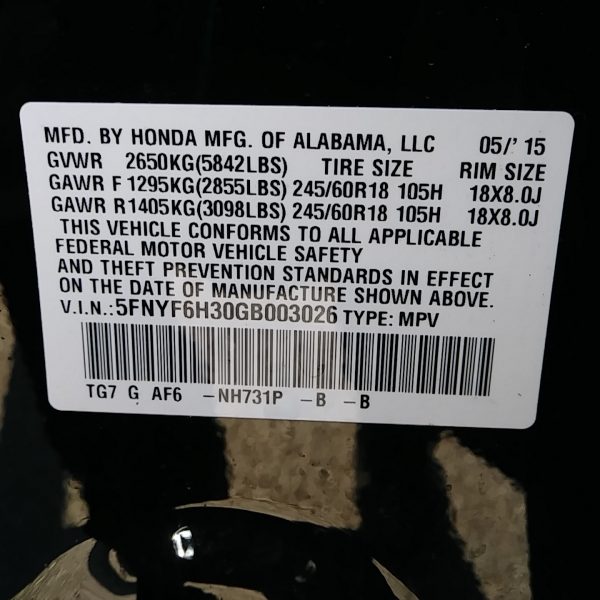 MFD. BY HONDA MFG. OF ALABAMA, LLC 05/' 15
GVWR 2650KG(5842LBS) TIRE SIZE RIM SIZE
GAWR F 1295KG(2855LBS) 245/60R18 105H 18X8.0J
GAWR R1405KG(3098LBS) 245/60R18 105H 18X8.0J
THIS VEHICLE CONFORMS TO ALL APPLICABLE
FEDERAL MOTOR VEHICLE SAFETY
AND THEFT PREVENTION STANDARDS IN EFFECT
ON THE DATE OF MANUFACTURE SHOWN ABOVE.
V.I.N.:5FNYF6H30GB003026 TYPE: MPV
TG7 G AF6 -NH731P -B -B